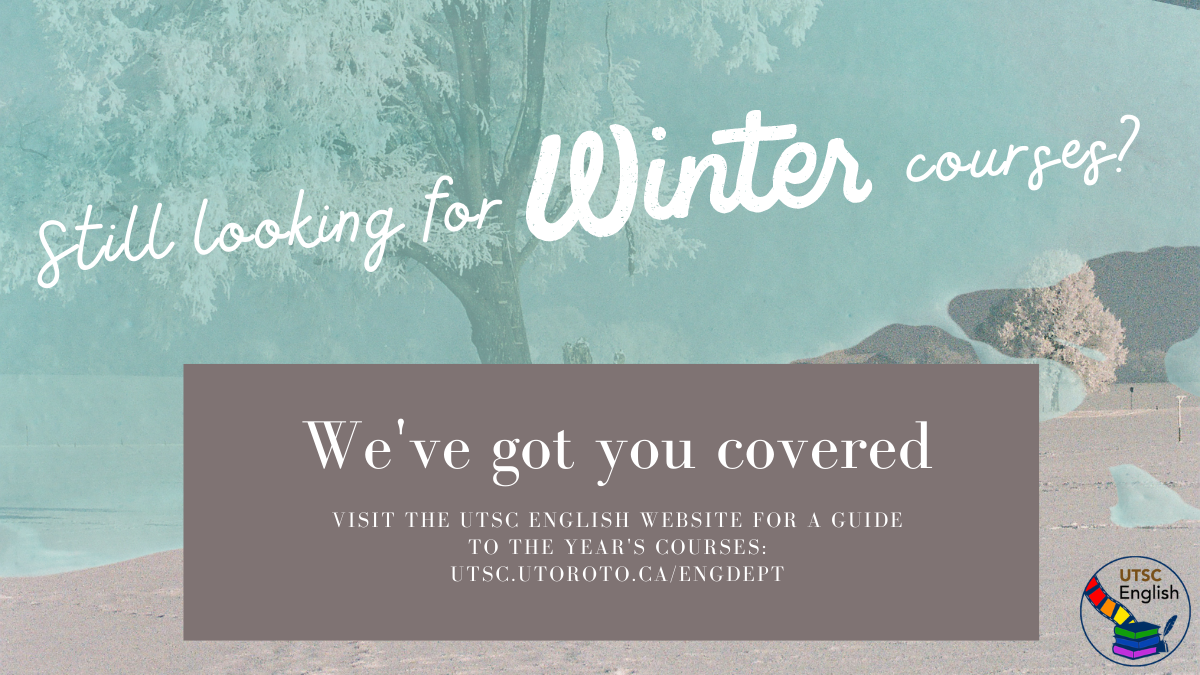 Still looking for Winter courses?
We've got you covered
VISIT THE UTSC ENGLISH WEBSITE FOR A GUIDE
TO THE YEAR'S COURSES:
UTSC.UTOROTO.CA/ENGDEPT
UTSC
English